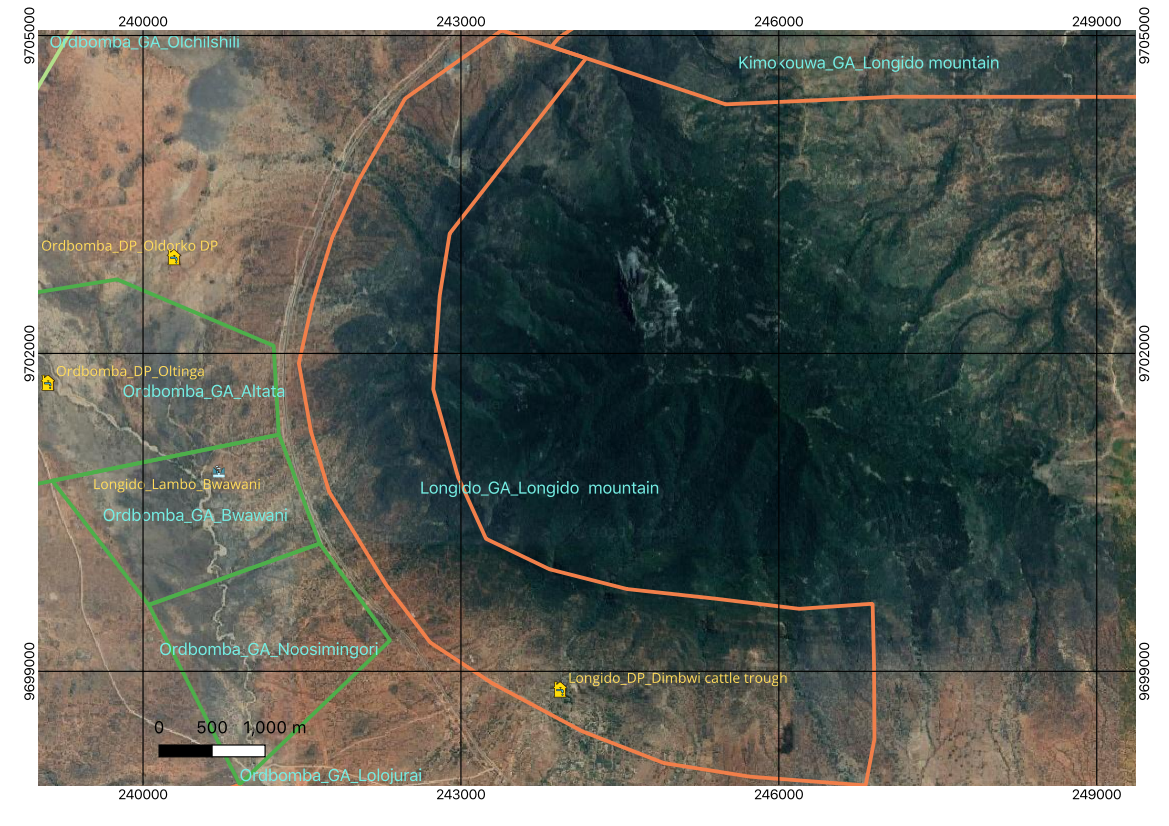 240000 243000 246000 249000
9705000 9705000
Ordbomba_GA_Olchilshili
Kimokouwa_GA_Longido mountain
Ordbomba_DP_Oldorko DP
9702000 9702000
Ordbomba_DP_Oltinga
Ordbomba_GA_Altata
Longido_Lambo_Bwawani
Longido_GA_Longido mountain
Ordbomba_GA_Bwawani
Ordbomba_GA_Noosimingori
9699000 9699000
Longido_DP_Dimbwi cattle trough
0 500 1,000 m
Ordbomba_GA_Lolojurai
240000 243000 246000 249000